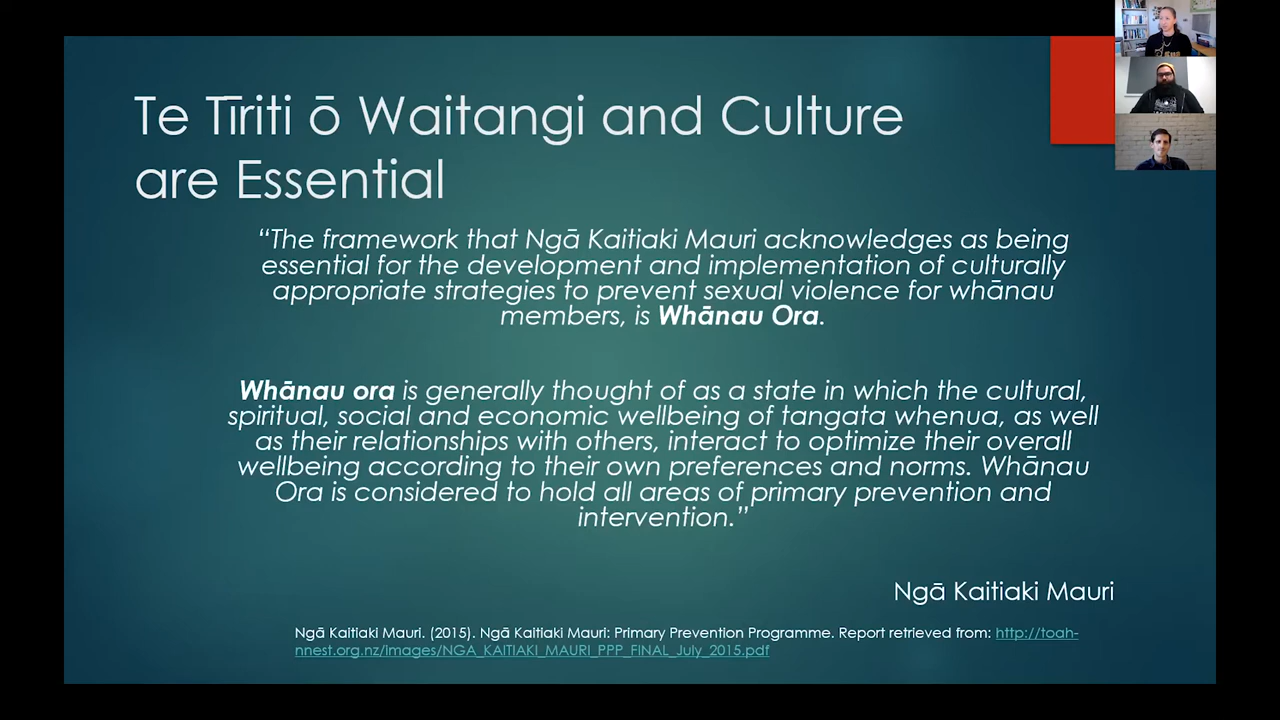 Te Tīriti ō Waitangi and Culture
are Essential
“The framework that Ngā Kaitiaki Mauri acknowledges as being
essential for the development and implementation of culturally
appropriate strategies to prevent sexual violence for whānau
members, is Whānau Ora.
Whānau ora is generally thought of as a state in which the cultural,
spiritual, social and economic wellbeing of tangata whenua, as well
as their relationships with others, interact to optimize their overall
wellbeing according to their own preferences and norms. Whānau
Ora is considered to hold all areas of primary prevention and
intervention.”
Ngā Kaitiaki Mauri
Ngā Kaitiaki Mauri. (2015). Ngā Kaitiaki Mauri: Primary Prevention Programme. Report retrieved from: http://toah-
nnest.org.nz/images/NGA_KAITIAKI_MAURI_PPP_FINAL_July_2015.pdf